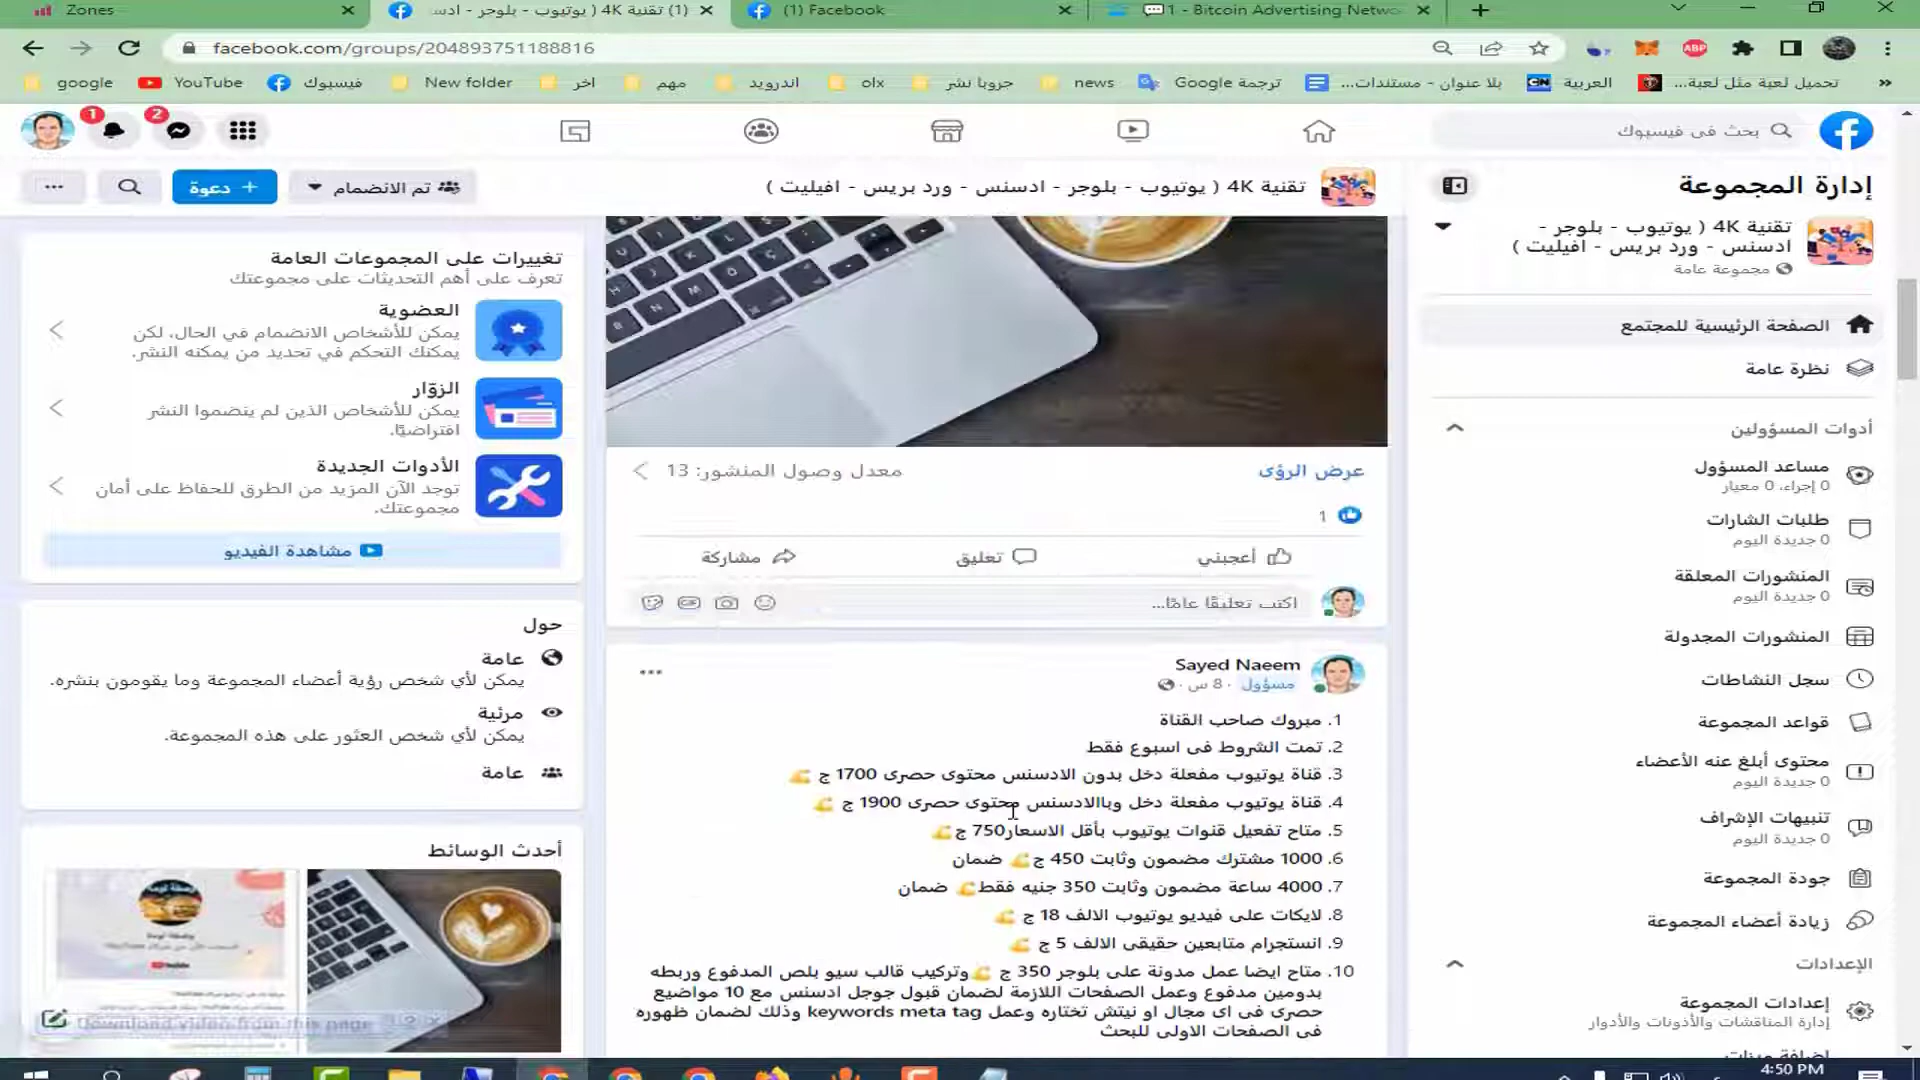 Zones
(1) تقنية 4K ( يوتيوب - بلوجر - ادس
(1) Facebook
1 - Bitcoin Advertising Netwo
facebook.com/groups/204893751188816
google
YouTube
فيسبوك
New folder
اخر
مهم
اندرويد
olx
جروبا نشر
news
ترجمة Google
بلا عنوان - مستندات...
العربية
تحميل لعبة مثل لعبة...
ABP
1
2
بحث في فيسبوك
إدارة المجموعة
تقنية 4K ( يوتيوب - بلوجر - ادسنس - ورد بريس - افيليت )
تم الانضمام
دعوة
تقنية 4K ( يوتيوب - بلوجر -
ادسنس - ورد بريس - افيليت )
مجموعة عامة
الصفحة الرئيسية للمجتمع
نظرة عامة
أدوات المسؤولين
مساعد المسؤول
0 إجراء، 0 معيار
طلبات الشارات
0 جديدة اليوم
المنشورات المعلقة
0 جديدة اليوم
المنشورات المجدولة
سجل النشاطات
قواعد المجموعة
محتوى أبلغ عنه الأعضاء
0 جديدة اليوم
تنبيهات الإشراف
0 جديدة اليوم
جودة المجموعة
زيادة أعضاء المجموعة
الإعدادات
إعدادات المجموعة
إدارة المناقشات والأذونات والأدوار
إضافة ميزات
عرض الرؤى
معدل وصول المنشور: 13
1
أعجبني
تعليق
مشاركة
اكتب تعليقًا عامًا...
Sayed Naeem
مسؤول · 8 س ·
1. مبروك صاحب القناة
2. تمت الشروط فى اسبوع فقط
3. قناة يوتيوب مفعلة دخل بدون الادسنس محتوى حصرى 1700 ج
4. قناة يوتيوب مفعلة دخل وباالادسنس محتوى حصرى 1900 ج
5. متاح تفعيل قنوات يوتيوب بأقل الاسعار750 ج
6. 1000 مشترك مضمون وثابت 450 ج ضمان
7. 4000 ساعة مضمون وثابت 350 جنيه فقط ضمان
8. لايكات على فيديو يوتيوب الالف 18 ج
9. انستجرام متابعين حقيقى الالف 5 ج
10. متاح ايضا عمل مدونة على بلوجر 350 ج وتركيب قالب سيو بلص المدفوع وربطه
بدومين مدفوع وعمل الصفحات اللازمة لضمان قبول جوجل ادسنس مع 10 مواضيع
حصرى فى اى مجال او نيتش تختاره وعمل keywords meta tag وذلك لضمان ظهوره
فى الصفحات الاولى للبحث
تغييرات على المجموعات العامة
تعرف على أهم التحديثات على مجموعتك
العضوية
يمكن للأشخاص الانضمام في الحال، لكن
يمكنك التحكم في تحديد من يمكنه النشر.
الزوّار
يمكن للأشخاص الذين لم ينضموا النشر
افتراضيًا.
الأدوات الجديدة
توجد الآن المزيد من الطرق للحفاظ على أمان
مجموعتك.
مشاهدة الفيديو
حول
عامة
يمكن لأي شخص رؤية أعضاء المجموعة وما يقومون بنشره.
مرئية
يمكن لأي شخص العثور على هذه المجموعة.
عامة
أحدث الوسائط
Download video from this page
4:50 PM